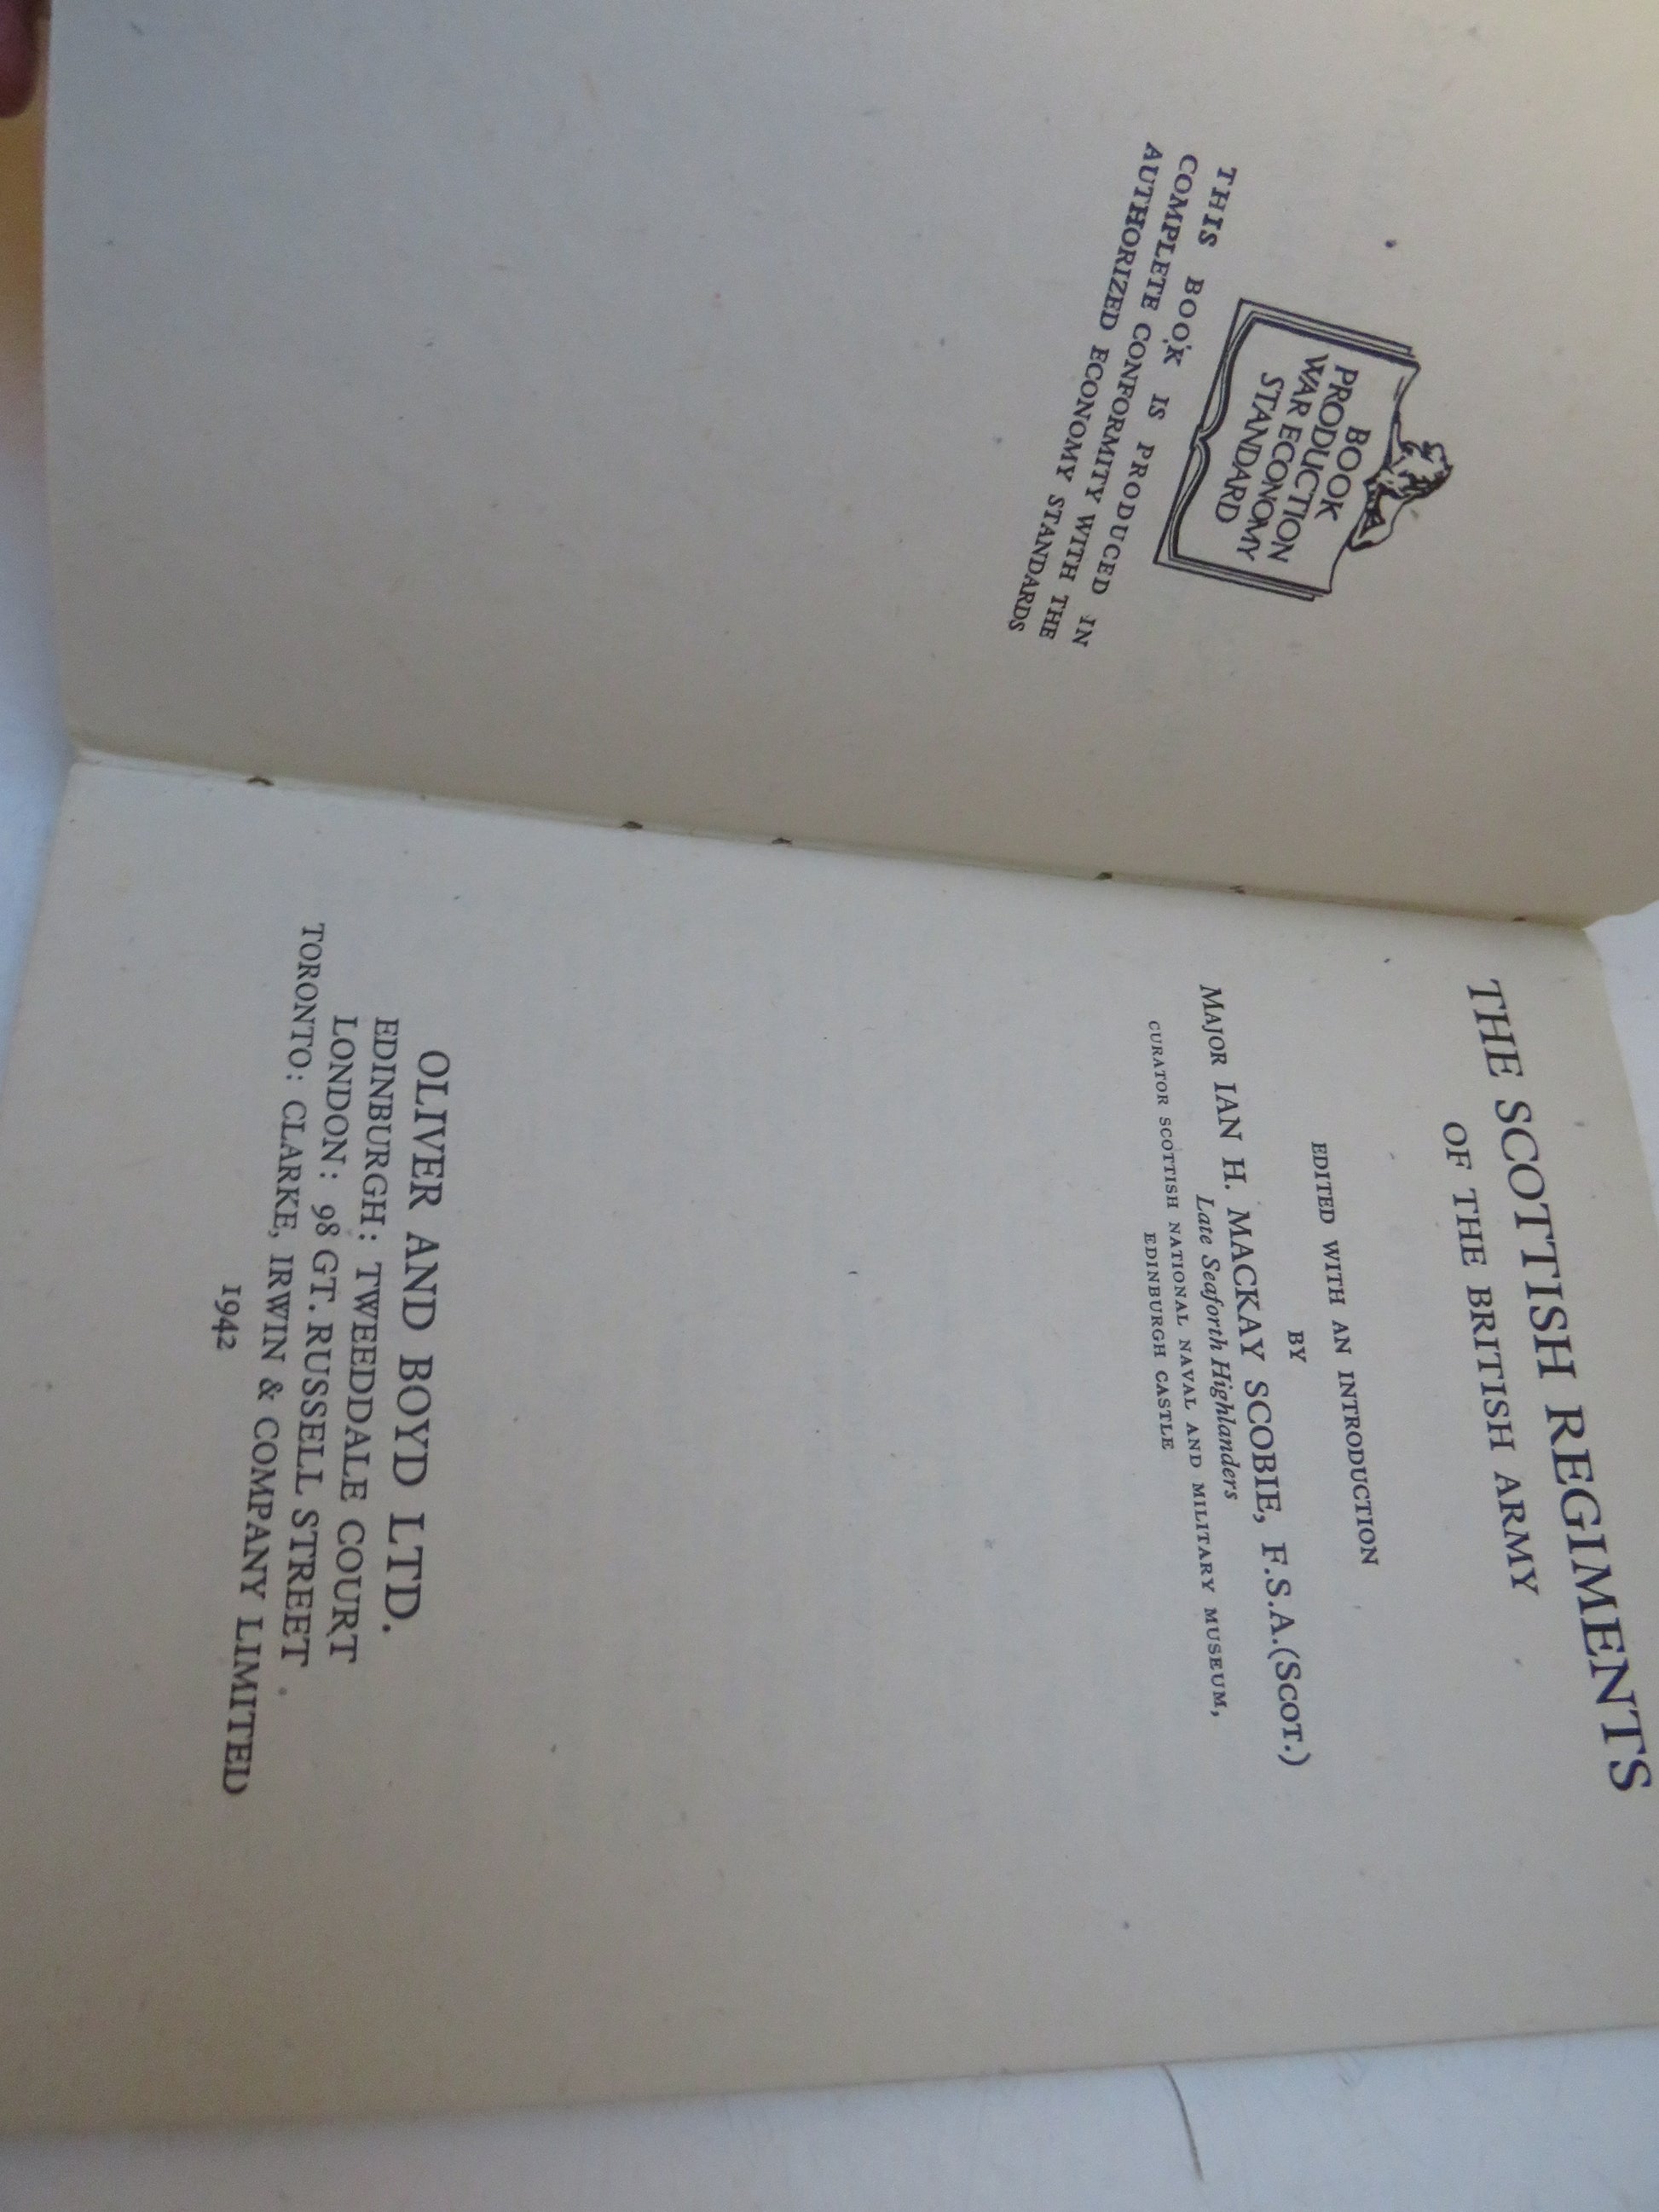 BOOK
PRODUCTION
WAR ECONOMY
STANDARD
THIS BOOK IS PRODUCED IN
COMPLETE CONFORMITY WITH THE
AUTHORIZED ECONOMY STANDARDS
THE SCOTTISH REGIMENTS
OF THE BRITISH ARMY
EDITED WITH AN INTRODUCTION
BY
MAJOR IAN H. MACKAY SCOBIE, F.S.A.(SCOT.)
Late Seaforth Highlanders
CURATOR SCOTTISH NATIONAL NAVAL AND MILITARY MUSEUM,
EDINBURGH CASTLE
OLIVER AND BOYD LTD.
EDINBURGH: TWEEDDALE COURT
LONDON: 98 GT. RUSSELL STREET
TORONTO: CLARKE, IRWIN & COMPANY LIMITED
1942